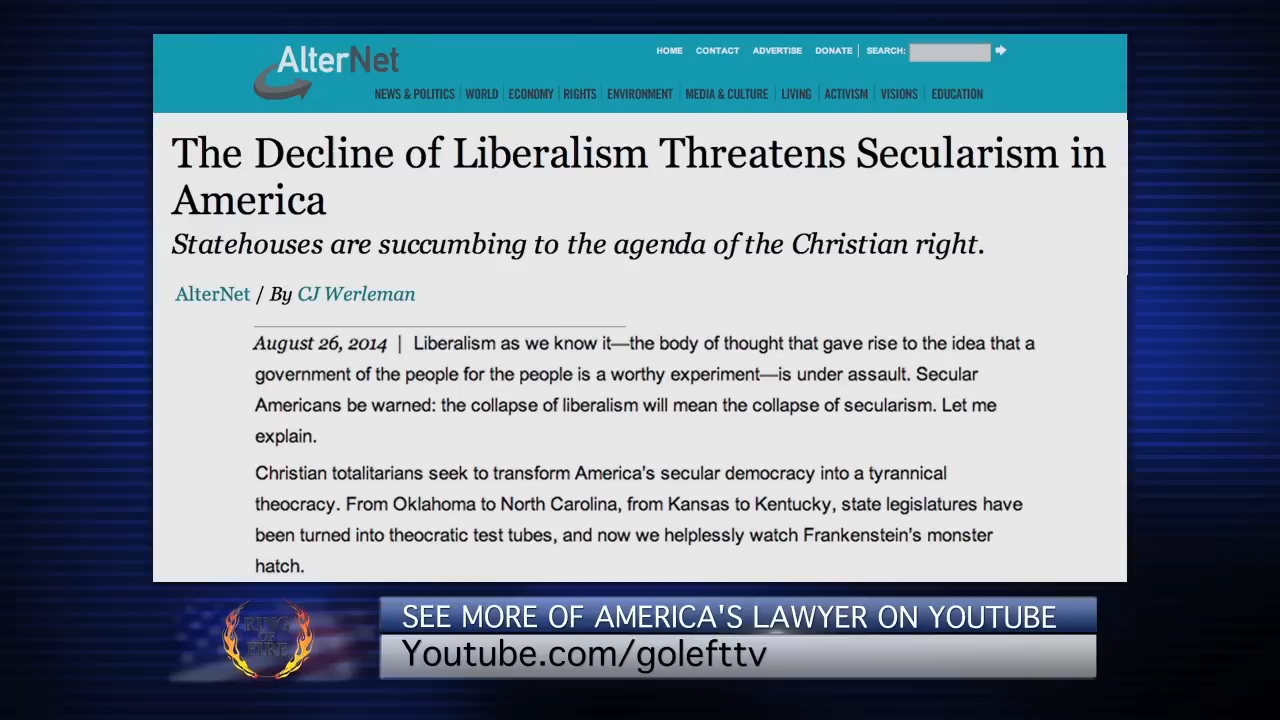 AlterNet
HOME CONTACT ADVERTISE DONATE SEARCH:
NEWS & POLITICS WORLD ECONOMY RIGHTS ENVIRONMENT MEDIA & CULTURE LIVING ACTIVISM VISIONS EDUCATION
The Decline of Liberalism Threatens Secularism in
America
Statehouses are succumbing to the agenda of the Christian right.
AlterNet / By CJ Werleman
August 26, 2014 | Liberalism as we know it—the body of thought that gave rise to the idea that a
government of the people for the people is a worthy experiment—is under assault. Secular
Americans be warned: the collapse of liberalism will mean the collapse of secularism. Let me
explain.
Christian totalitarians seek to transform America's secular democracy into a tyrannical
theocracy. From Oklahoma to North Carolina, from Kansas to Kentucky, state legislatures have
been turned into theocratic test tubes, and now we helplessly watch Frankenstein's monster
hatch.
RING
OF
FIRE
SEE MORE OF AMERICA'S LAWYER ON YOUTUBE
Youtube.com/golefttv